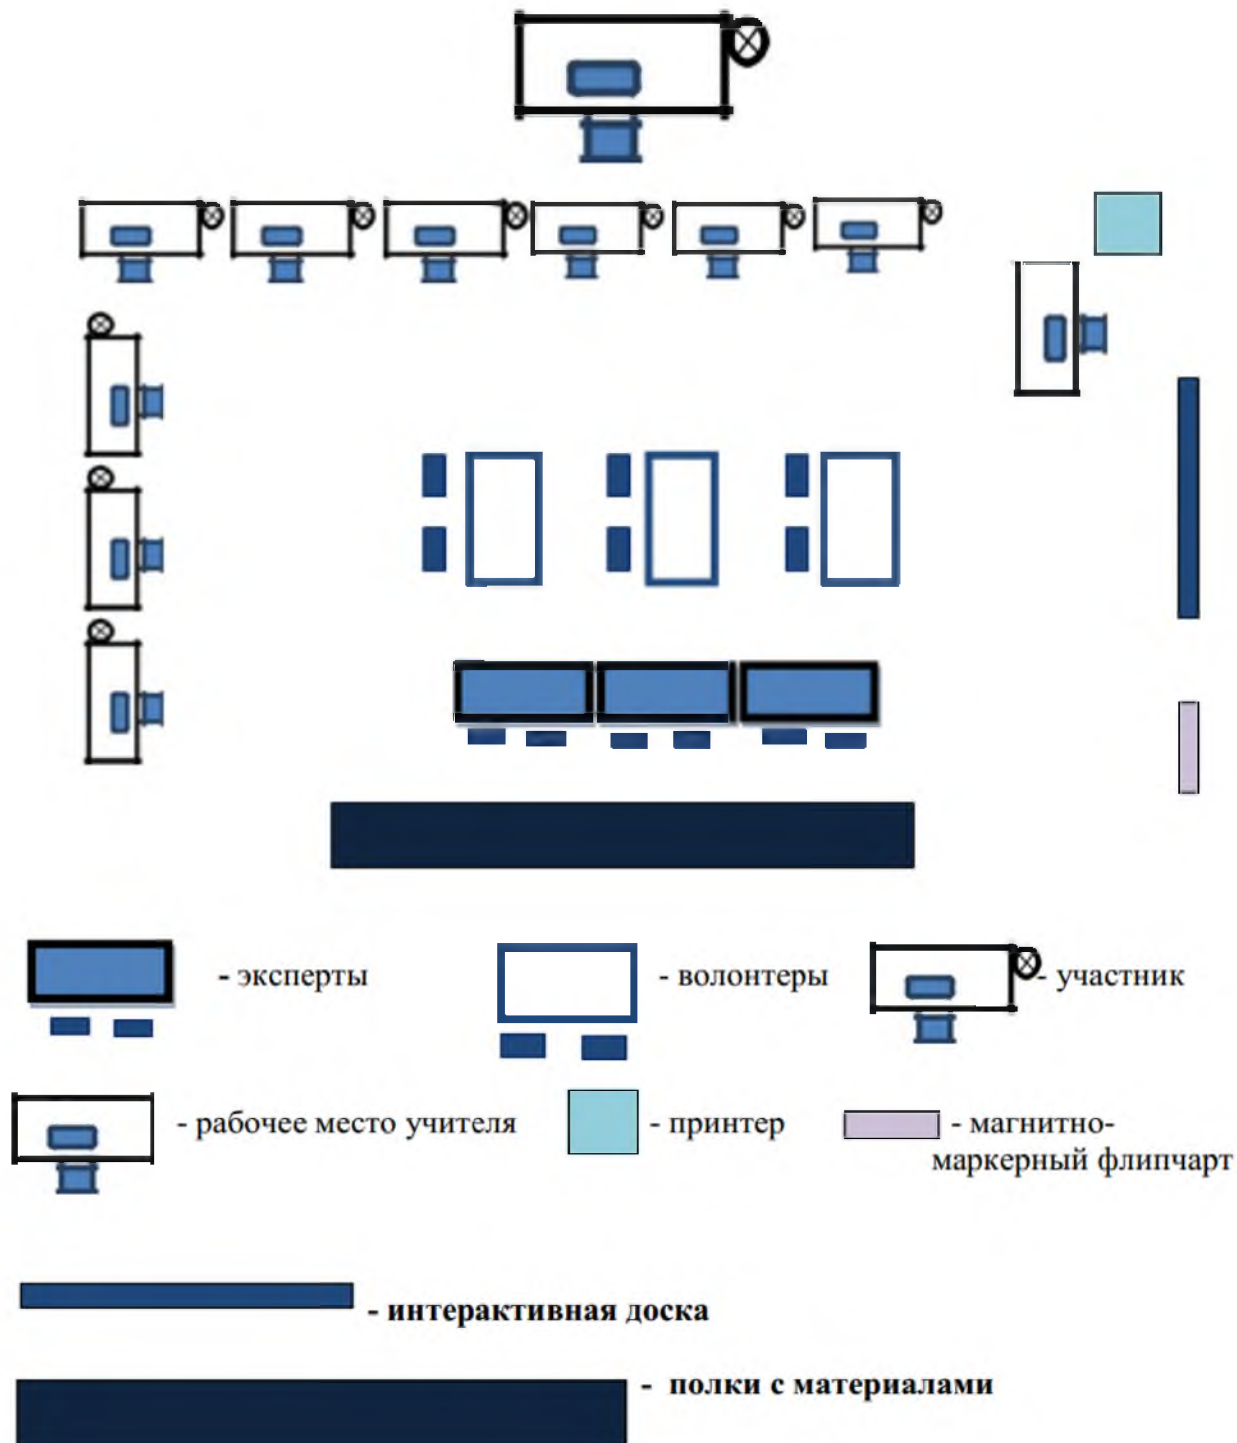 - эксперты
- волонтеры
- участник
- рабочее место учителя
- принтер
- магнитно-
маркерный флипчарт
- интерактивная доска
- полки с материалами